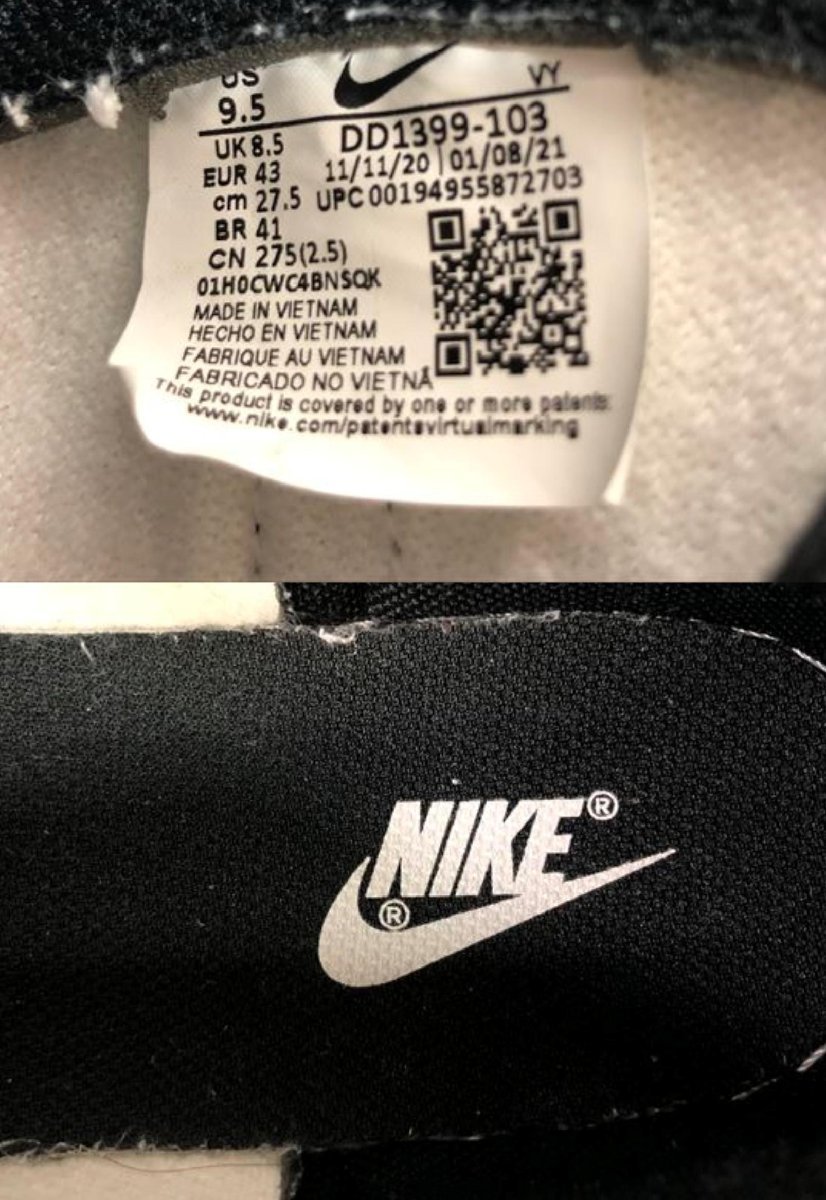 US
9.5
VY
UK 8.5
DD1399-103
EUR 43
11/11/20 | 01/08/21
cm 27.5
UPC 00194955872703
BR 41
CN 275(2.5)
01H0CWC4BNSQK
MADE IN VIETNAM
HECHO EN VIETNAM
FABRIQUE AU VIETNAM
FABRICADO NO VIETNÃ
This product is covered by one or more patents:
www.nike.com/patentsvirtualmarking
NIKE®
®